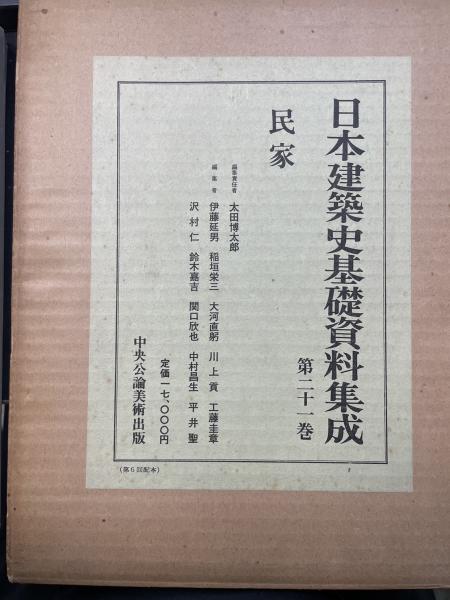 日本建築史基礎資料集成
第二十一巻
民家
編集責任者 太田博太郎
編集者 伊藤延男 稲垣栄三 大河直躬 川上貢 工藤圭章
沢村仁 鈴木嘉吉 関口欣也 中村昌生 平井聖
定価一七、〇〇〇円
中央公論美術出版
(第6回配本)